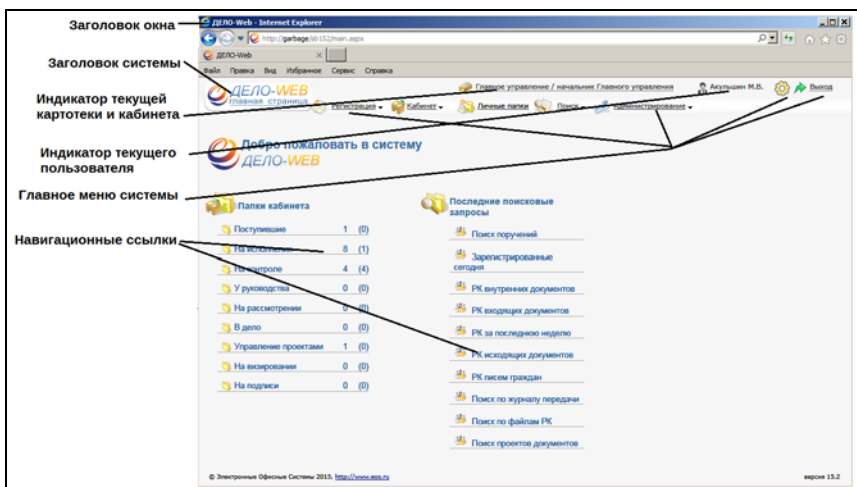 Заголовок окна
Заголовок системы
Индикатор текущей
картотеки и кабинета
Индикатор текущего
пользователя
Главное меню системы
Навигационные ссылки
ДЕЛО-Web - Internet Explorer
http://garbage/sb152/main.aspx
ДЕЛО-Web
Файл Правка Вид Избранное Сервис Справка
ДЕЛО-WEB
главная страница
Главное управление / начальник Главного управления
Акульшин М.В.
Выход
Регистрация
Кабинет
Личные папки
Поиск
Администрирование
Добро пожаловать в систему
ДЕЛО-WEB
Папки кабинета
Поступившие 1 (0)
На исполнении 8 (1)
На контроле 4 (4)
У руководства 0 (0)
На рассмотрении 0 (0)
В дело 0 (0)
Управление проектами 1 (0)
На визировании 0 (0)
На подписи 0 (0)
Последние поисковые
запросы
Поиск поручений
Зарегистрированные
сегодня
РК внутренних документов
РК входящих документов
РК за последнюю неделю
РК исходящих документов
РК писем граждан
Поиск по журналу передачи
Поиск по файлам РК
Поиск проектов документов
© Электронные Офисные Системы 2015, http://www.eos.ru
версия 15.2